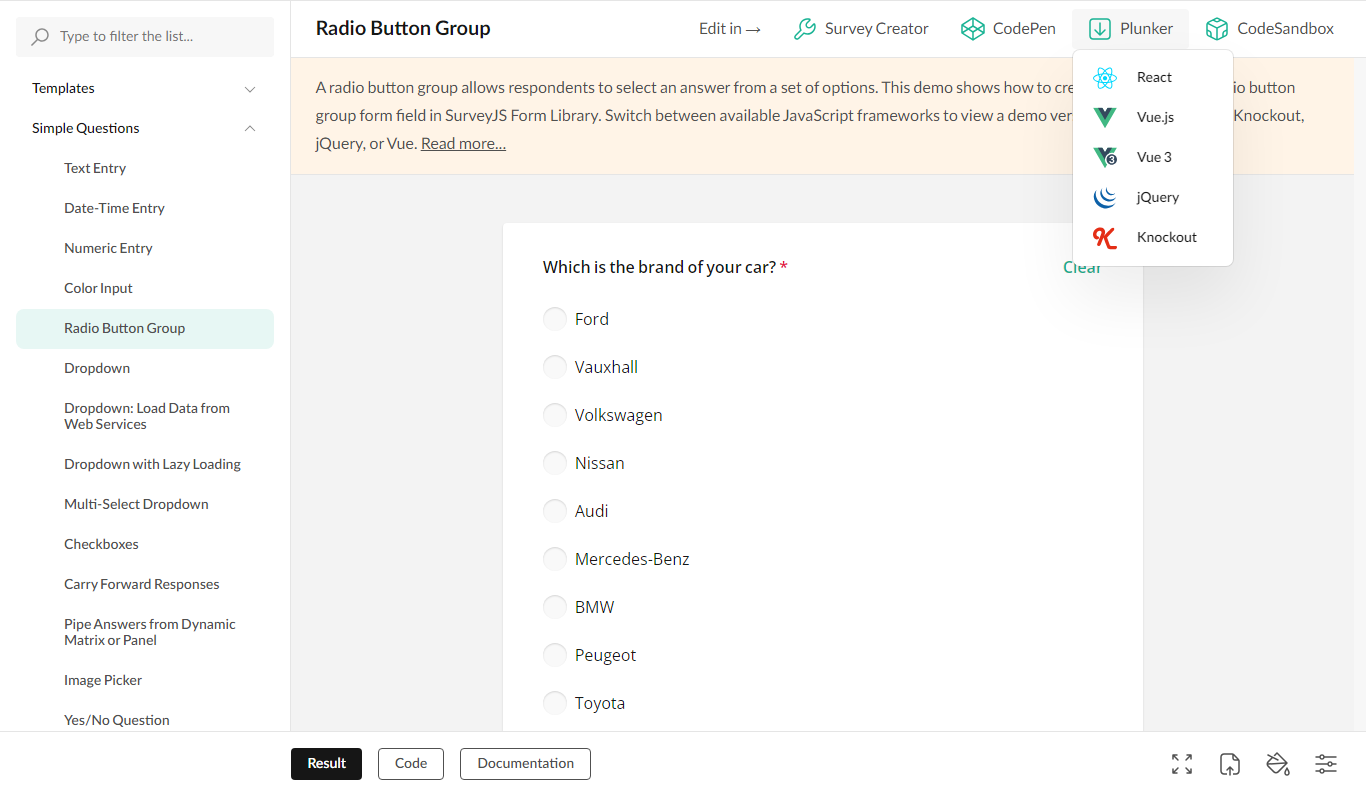 Type to filter the list...
Templates
Simple Questions
Text Entry
Date-Time Entry
Numeric Entry
Color Input
Radio Button Group
Dropdown
Dropdown: Load Data from
Web Services
Dropdown with Lazy Loading
Multi-Select Dropdown
Checkboxes
Carry Forward Responses
Pipe Answers from Dynamic
Matrix or Panel
Image Picker
Yes/No Question
Radio Button Group
Edit in →
Survey Creator
CodePen
Plunker
CodeSandbox
React
Vue.js
Vue 3
3
jQuery
Knockout
A radio button group allows respondents to select an answer from a set of options. This demo shows how to button
group form field in SurveyJS Form Library. Switch between available JavaScript frameworks to view a demo Knockout,
jQuery, or Vue. Read more...
Which is the brand of your car? *
Clear
Ford
Vauxhall
Volkswagen
Nissan
Audi
Mercedes-Benz
BMW
Peugeot
Toyota
Result
Code
Documentation